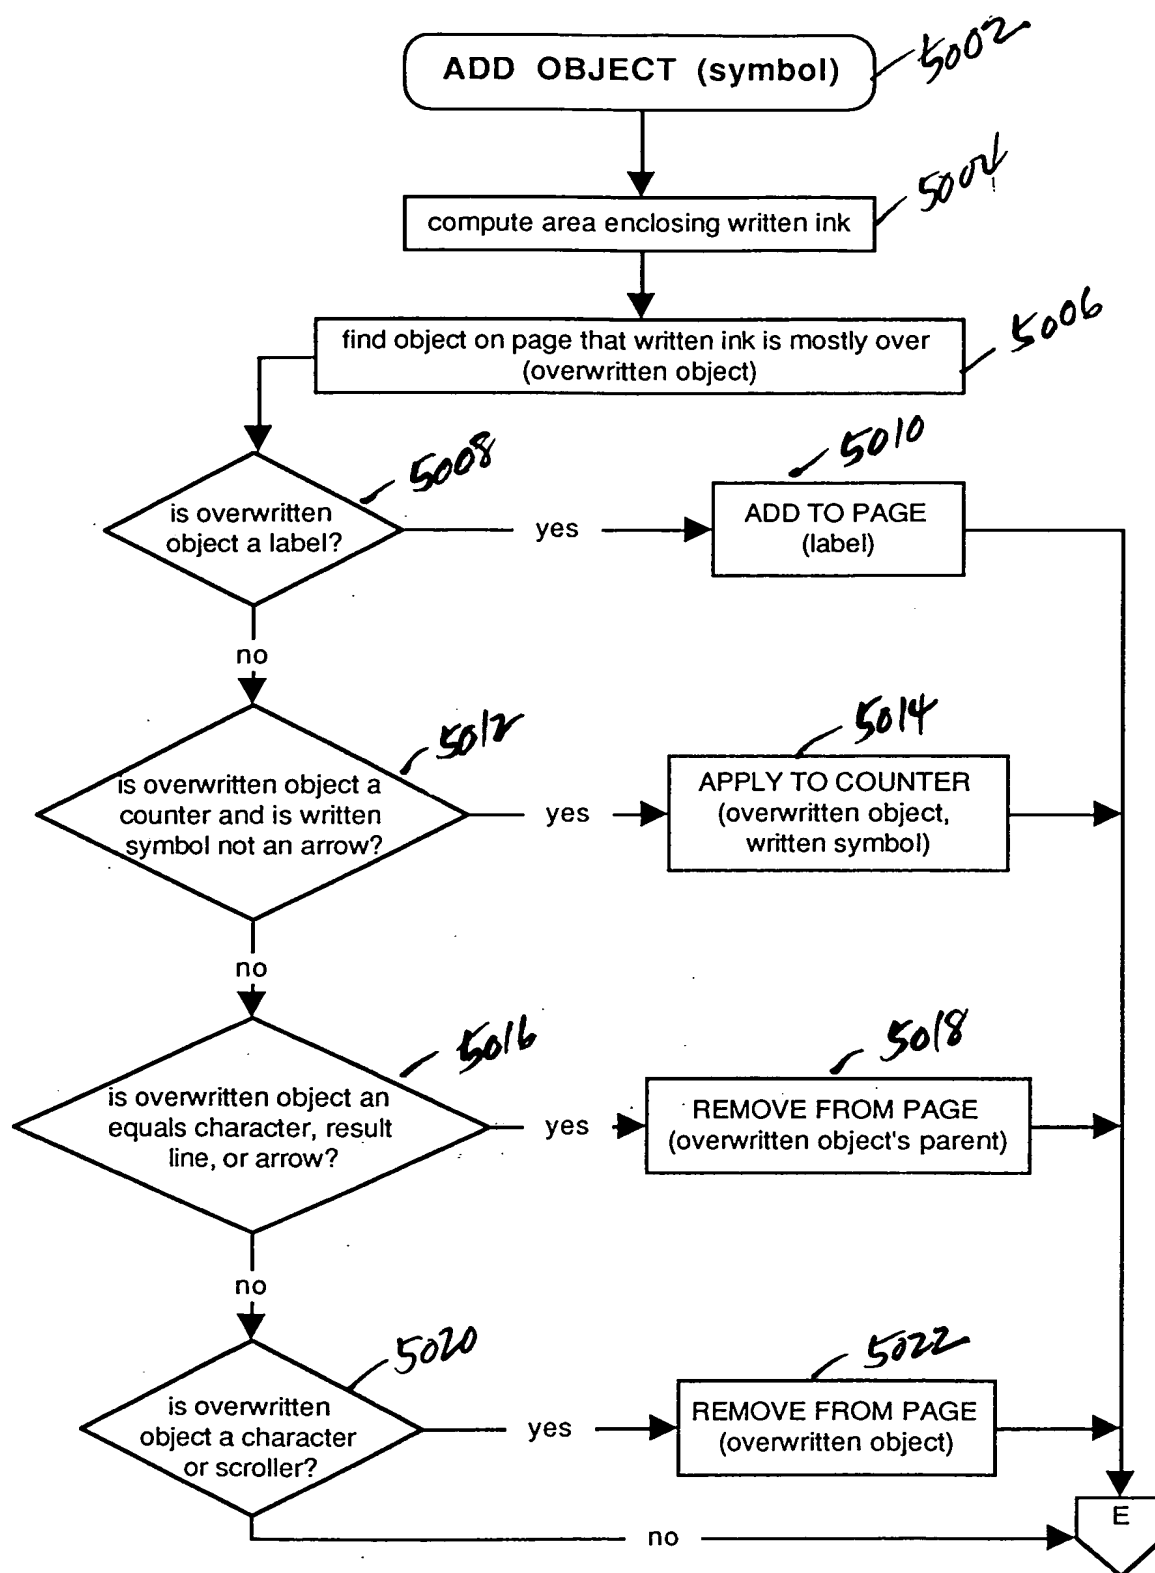 ADD OBJECT (symbol)
5002
compute area enclosing written ink
5004
find object on page that written ink is mostly over
(overwritten object)
5006
is overwritten
object a label?
5008
yes
ADD TO PAGE
(label)
5010
no
is overwritten object a
counter and is written
symbol not an arrow?
5012
yes
APPLY TO COUNTER
(overwritten object,
written symbol)
5014
no
is overwritten object an
equals character, result
line, or arrow?
5016
yes
REMOVE FROM PAGE
(overwritten object's parent)
5018
no
is overwritten
object a character
or scroller?
5020
yes
REMOVE FROM PAGE
(overwritten object)
5022
no
E